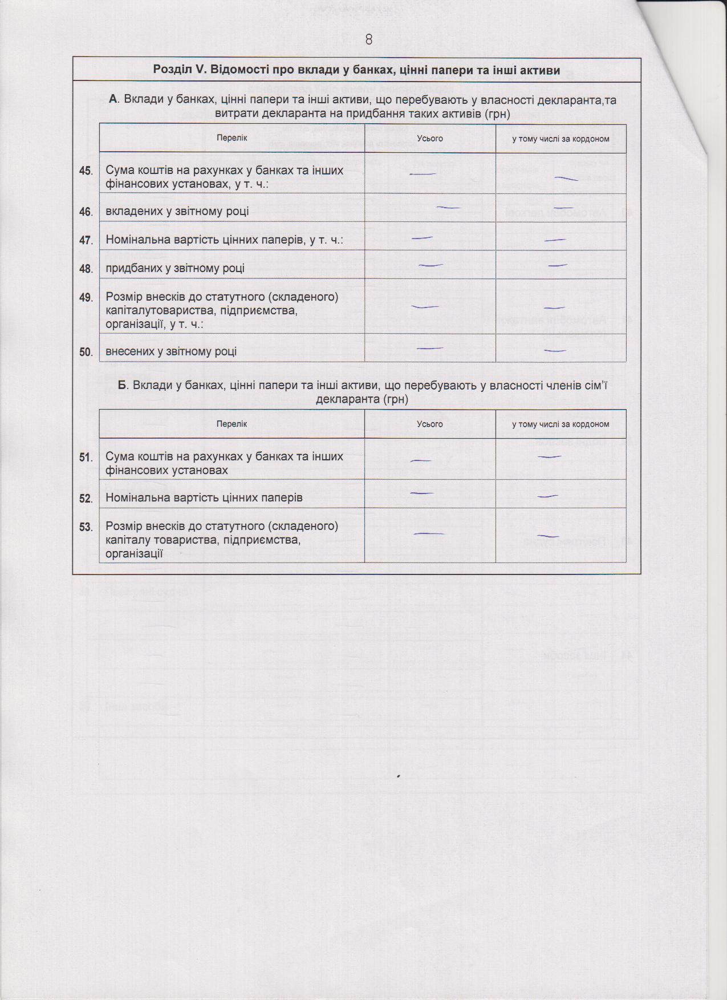 8
Розділ V. Відомості про вклади у банках, цінні папери та інші активи
А. Вклади у банках, цінні папери та інші активи, що перебувають у власності декларанта,та
витрати декларанта на придбання таких активів (грн)
Перелік Усього у тому числі за кордоном
45. Сума коштів на рахунках у банках та інших — —
фінансових установах, у т. ч.:
46. вкладених у звітному році — —
47. Номінальна вартість цінних паперів, у т. ч.: — —
48. придбаних у звітному році — —
49. Розмір внесків до статутного (складеного)
капіталутовариства, підприємства, — —
організації, у т. ч.:
50. внесених у звітному році — —
Б. Вклади у банках, цінні папери та інші активи, що перебувають у власності членів сім’ї
декларанта (грн)
Перелік Усього у тому числі за кордоном
51. Сума коштів на рахунках у банках та інших — —
фінансових установах
52. Номінальна вартість цінних паперів — —
53. Розмір внесків до статутного (складеного)
капіталу товариства, підприємства, — —
організації